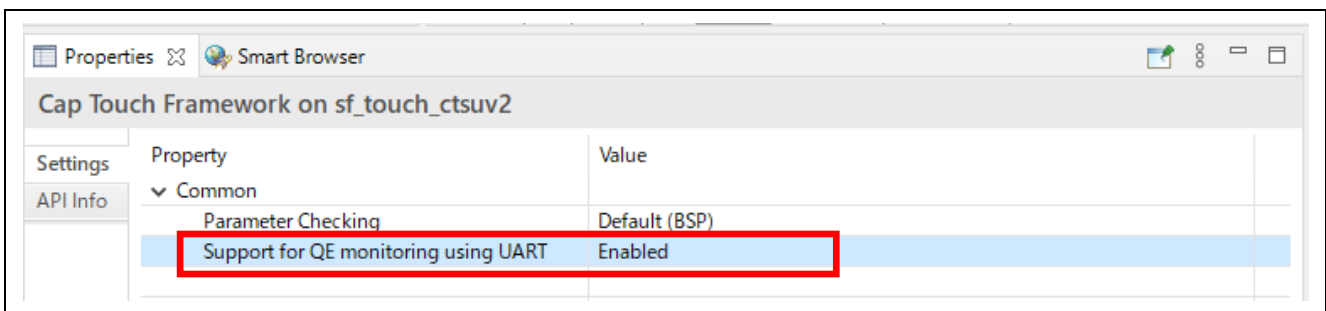 Properties Smart Browser
Cap Touch Framework on sf_touch_ctsuv2
Settings Property Value
Common
API Info
Parameter Checking Default (BSP)
Support for QE monitoring using UART Enabled